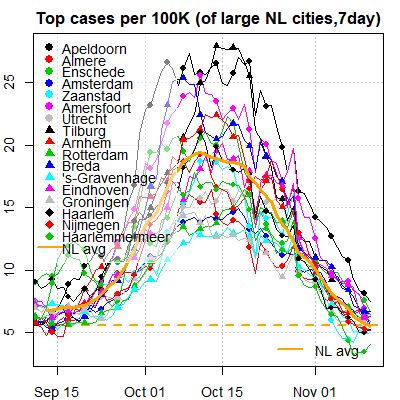 Top cases per 100K (of large NL cities,7day)
Apeldoorn
Almere
Enschede
Amsterdam
Zaanstad
Amersfoort
Utrecht
Tilburg
Arnhem
Rotterdam
Breda
's-Gravenhage
Eindhoven
Groningen
Haarlem
Nijmegen
Haarlemmermeer
NL avg
NL avg
5
10
15
20
25
Sep 15
Oct 01
Oct 15
Nov 01